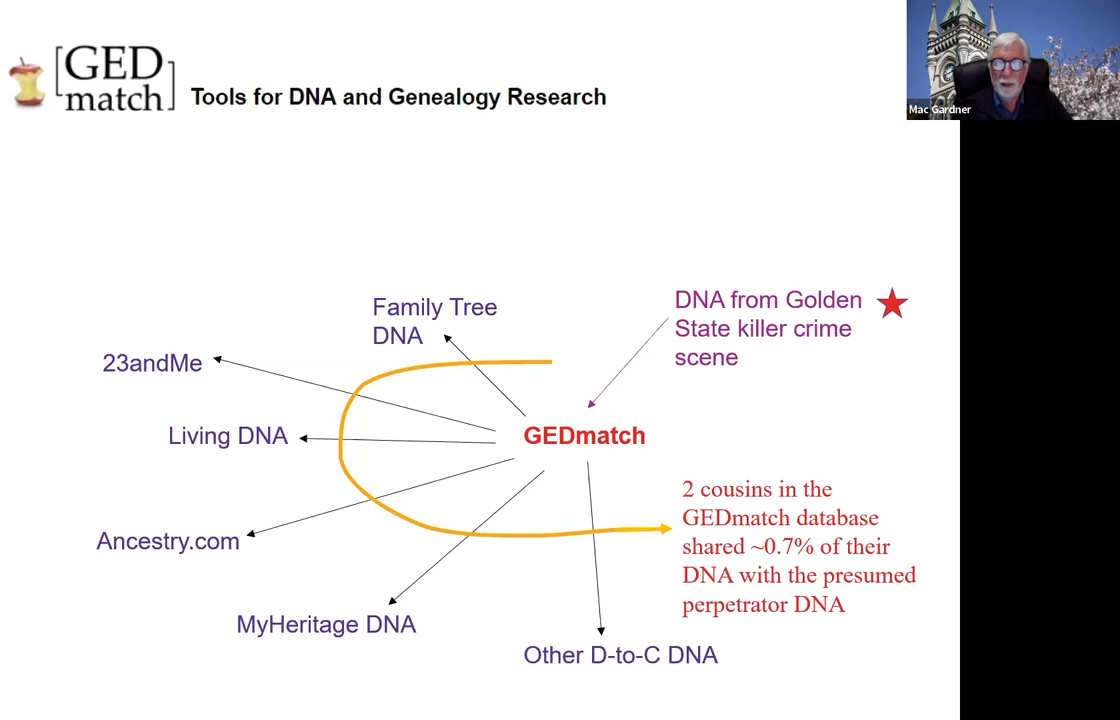 [GED
match]
Tools for DNA and Genealogy Research
Mac Gardner
Family Tree
DNA
DNA from Golden
State killer crime
scene
23andMe
Living DNA
GEDmatch
2 cousins in the
GEDmatch database
shared ~0.7% of their
DNA with the presumed
perpetrator DNA
Ancestry.com
MyHeritage DNA
Other D-to-C DNA